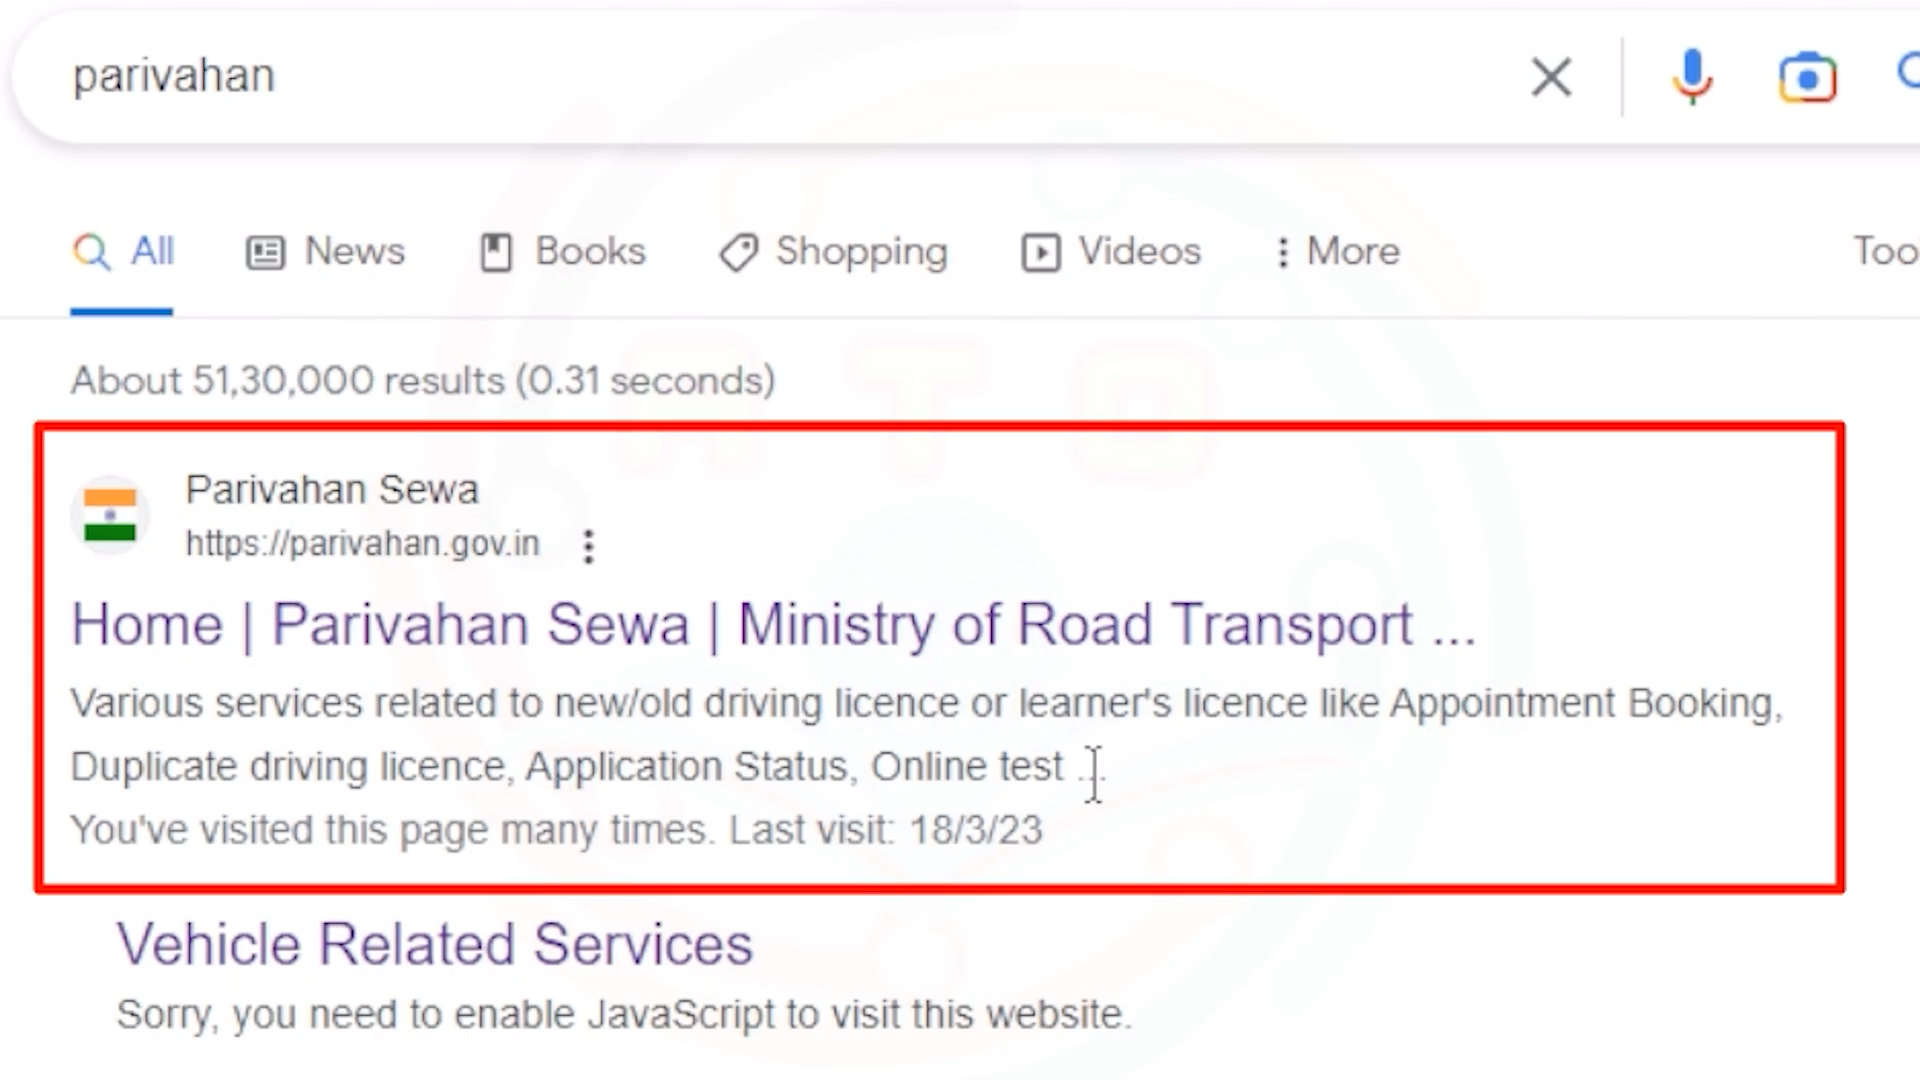 parivahan
All News Books Shopping Videos More
About 51,30,000 results (0.31 seconds)
Parivahan Sewa
https://parivahan.gov.in
Home | Parivahan Sewa | Ministry of Road Transport ...
Various services related to new/old driving licence or learner's licence like Appointment Booking,
Duplicate driving licence, Application Status, Online test ...
You've visited this page many times. Last visit: 18/3/23
Vehicle Related Services
Sorry, you need to enable JavaScript to visit this website.